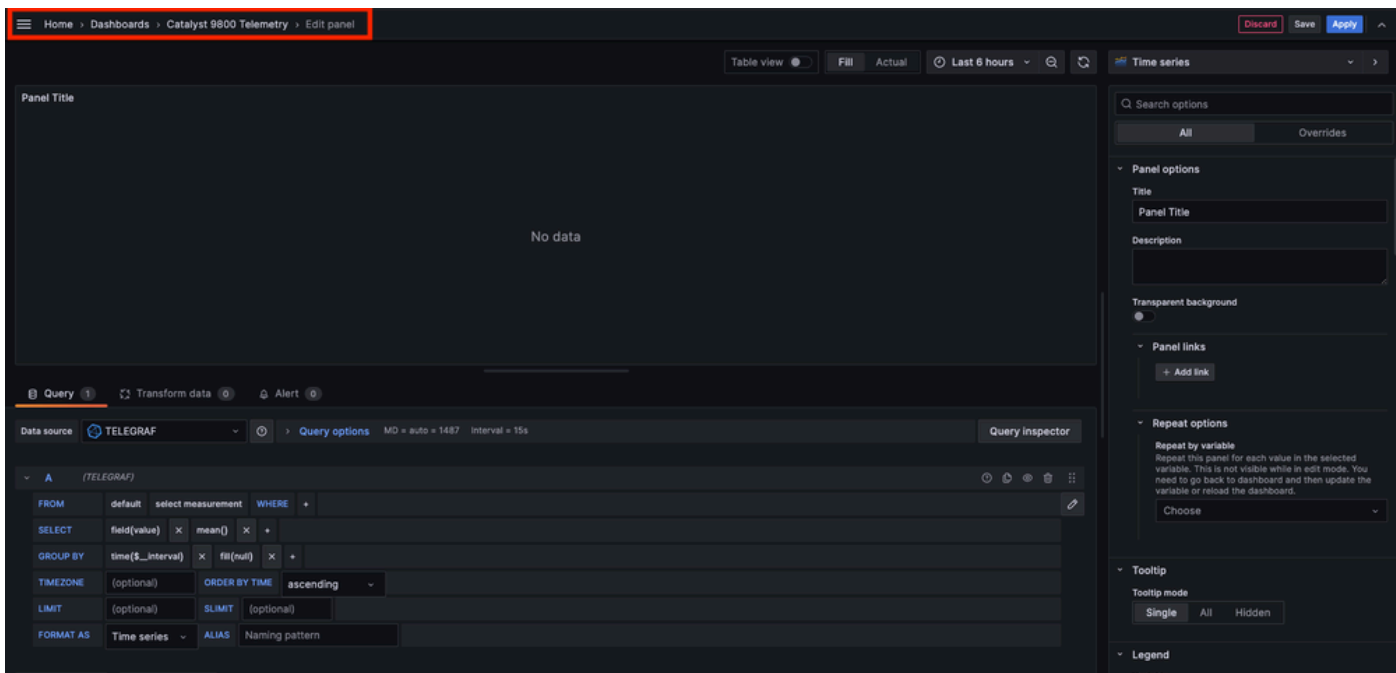 Home › Dashboards › Catalyst 9800 Telemetry › Edit panel
Discard Save Apply
Table view Fill Actual Last 6 hours
Time series
Panel Title
No data
Search options
All Overrides
Panel options
Title
Panel Title
Description
Transparent background
Panel links
+ Add link
Repeat options
Repeat by variable
Repeat this panel for each value in the selected
variable. This is not visible while in edit mode. You
need to go back to dashboard and then update the
variable or reload the dashboard.
Choose
Tooltip
Tooltip mode
Single All Hidden
Legend
Query 1 Transform data 0 Alert 0
Data source TELEGRAF › Query options MD = auto = 1487 Interval = 15s Query inspector
A (TELEGRAF)
FROM default select measurement WHERE +
SELECT field(value) × mean() × +
GROUP BY time($__interval) × fill(null) × +
TIMEZONE (optional) ORDER BY TIME ascending
LIMIT (optional) SLIMIT (optional)
FORMAT AS Time series ALIAS Naming pattern